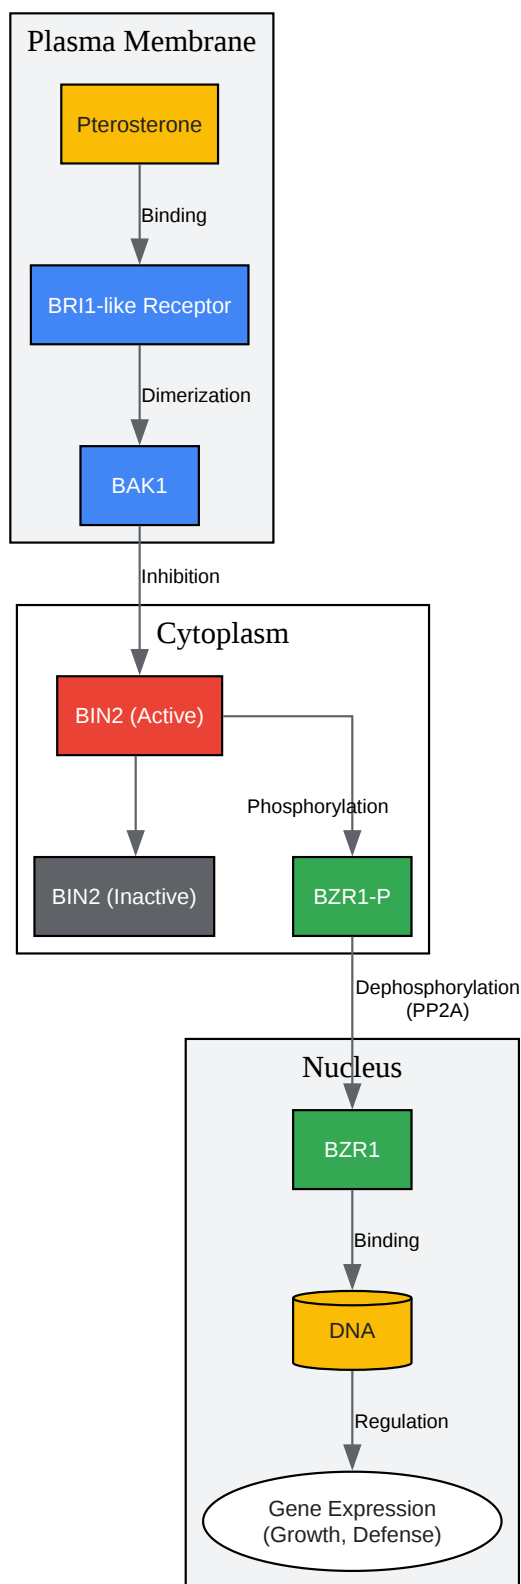 Plasma Membrane
Pterosterone
Binding
BRI1-like Receptor
Dimerization
BAK1
Inhibition
Cytoplasm
BIN2 (Active)
Phosphorylation
BIN2 (Inactive)
BZR1-P
Dephosphorylation
(PP2A)
Nucleus
BZR1
Binding
DNA
Regulation
Gene Expression
(Growth, Defense)